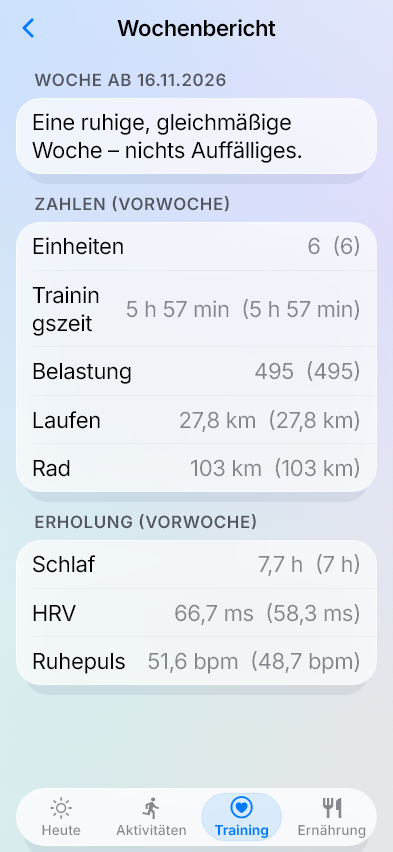 Wochenbericht
WOCHE AB 16.11.2026
Eine ruhige, gleichmäßige
Woche – nichts Auffälliges.
ZAHLEN (VORWOCHE)
Einheiten 6 (6)
Trainin
gszeit 5 h 57 min (5 h 57 min)
Belastung 495 (495)
Laufen 27,8 km (27,8 km)
Rad 103 km (103 km)
ERHOLUNG (VORWOCHE)
Schlaf 7,7 h (7 h)
HRV 66,7 ms (58,3 ms)
Ruhepuls 51,6 bpm (48,7 bpm)
Heute Aktivitäten Training Ernährung